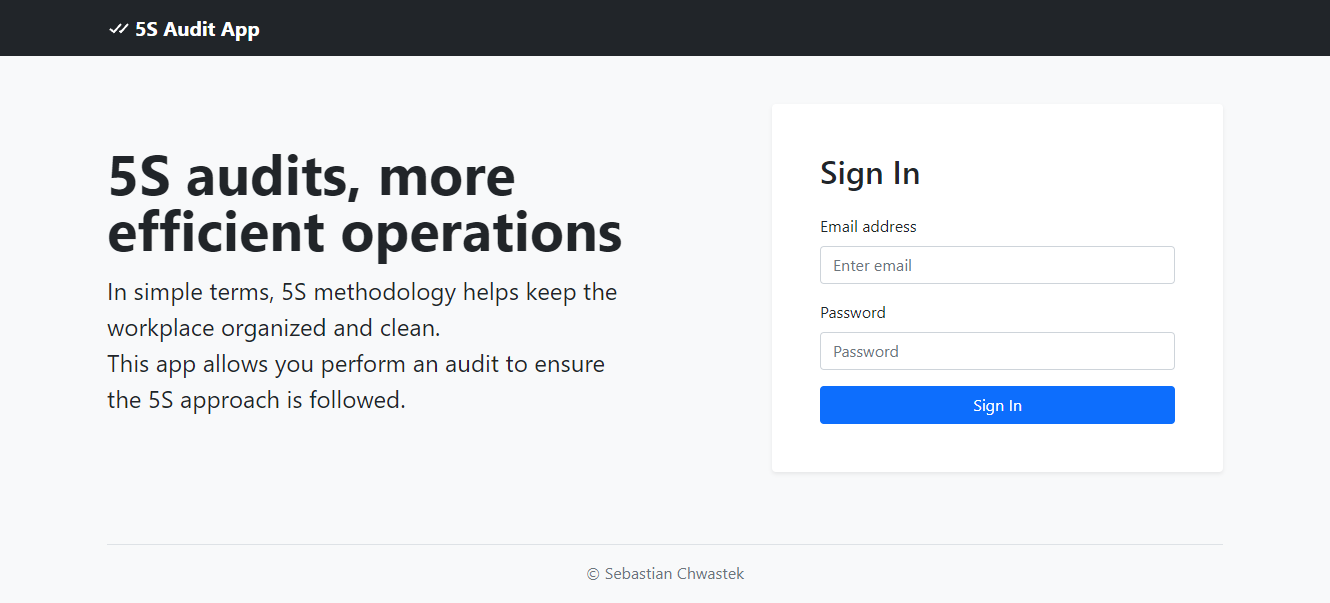 5S Audit App
5S audits, more
efficient operations
In simple terms, 5S methodology helps keep the
workplace organized and clean.
This app allows you perform an audit to ensure
the 5S approach is followed.
Sign In
Email address
Enter email
Password
Password
Sign In
© Sebastian Chwastek